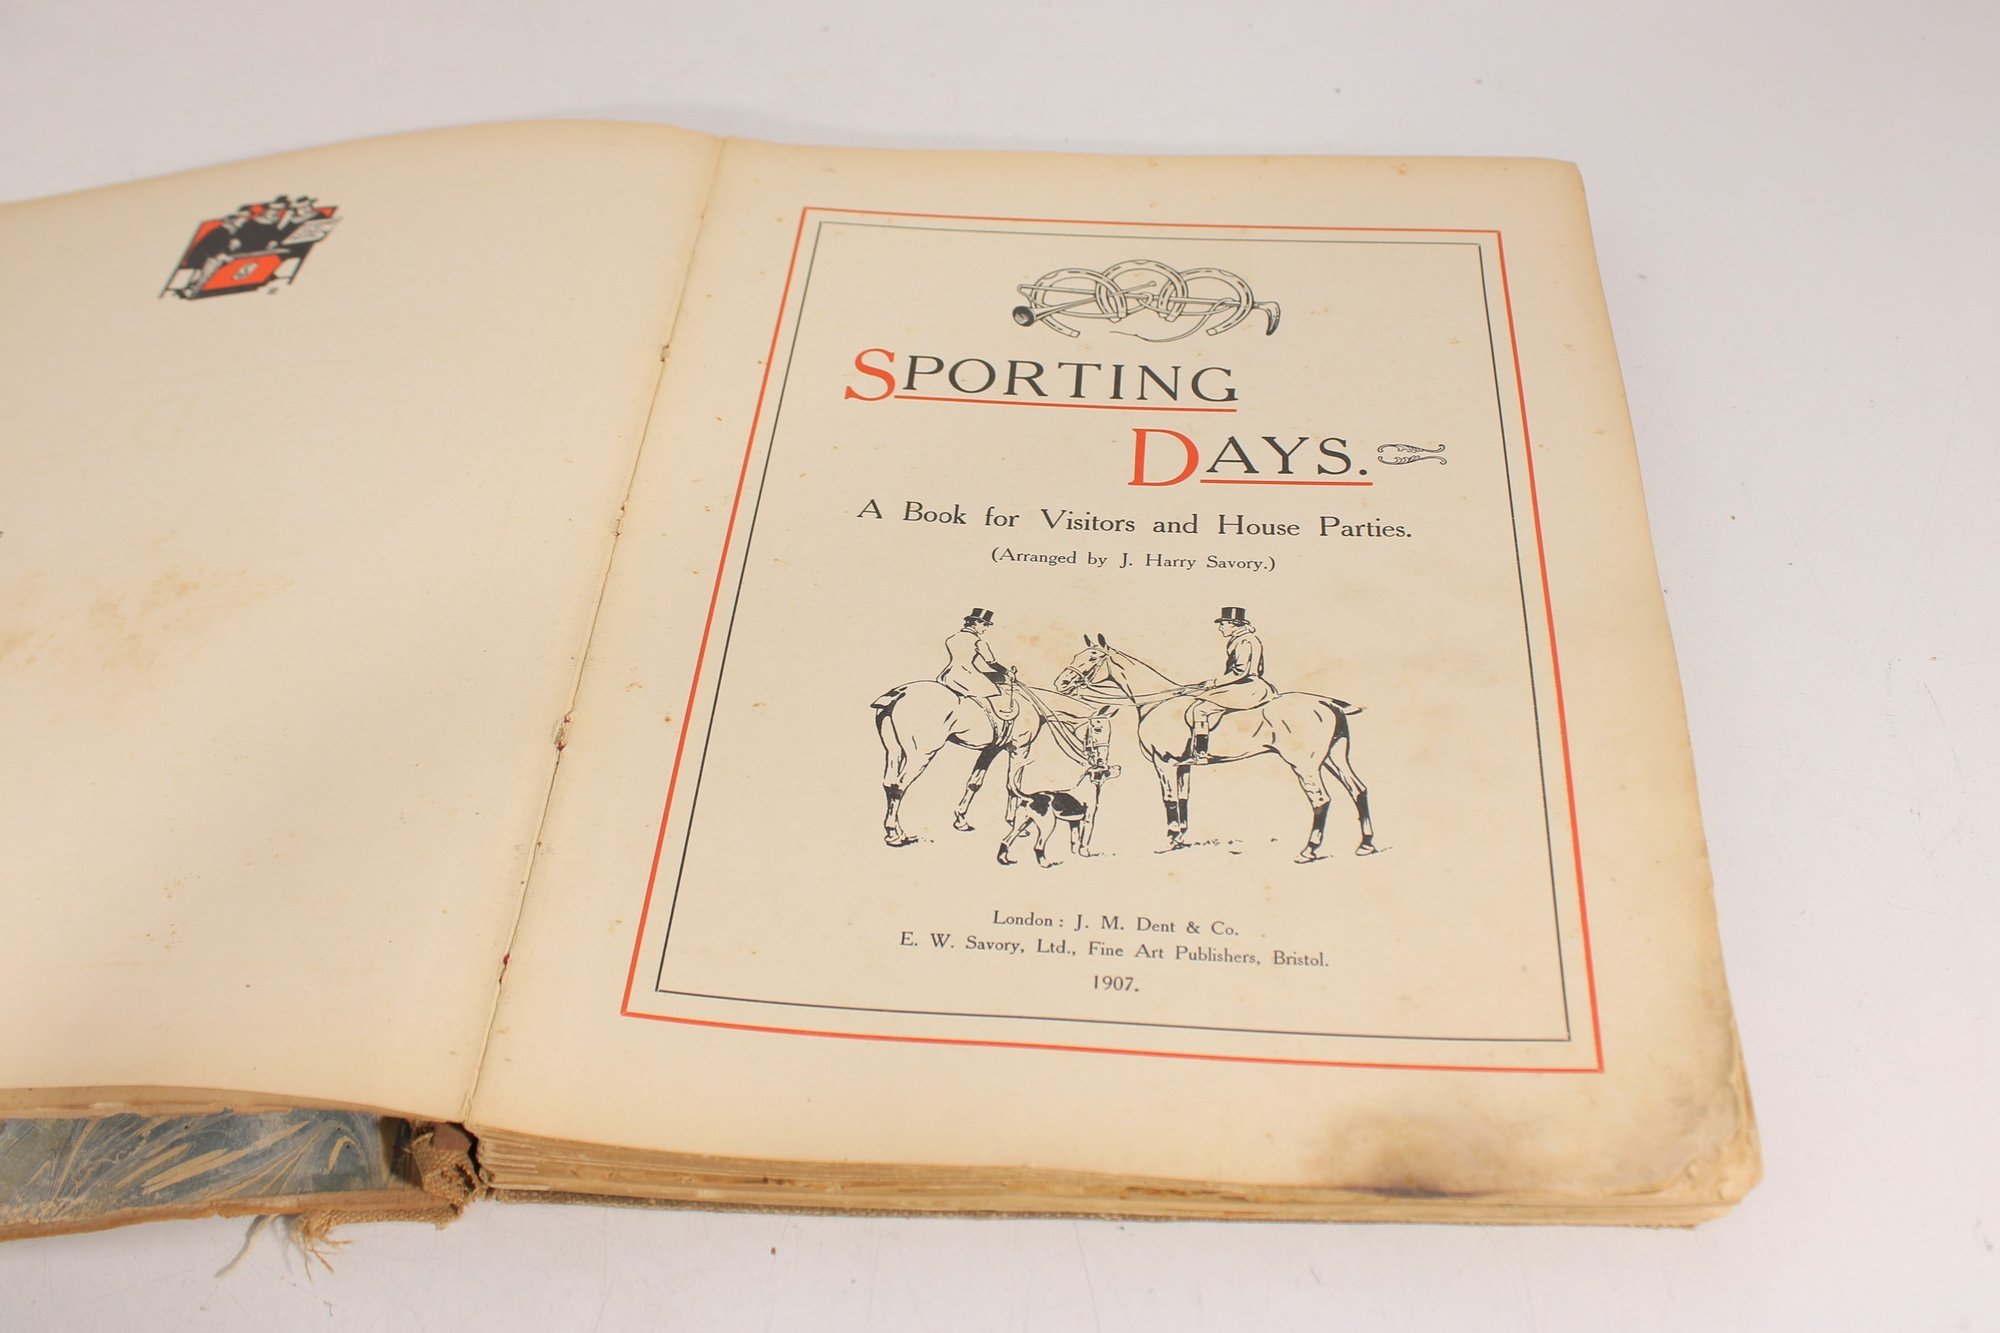 SPORTING
DAYS.
A Book for Visitors and House Parties.
(Arranged by J. Harry Savory.)
London: J. M. Dent & Co.
E. W. Savory, Ltd., Fine Art Publishers, Bristol.
1907.